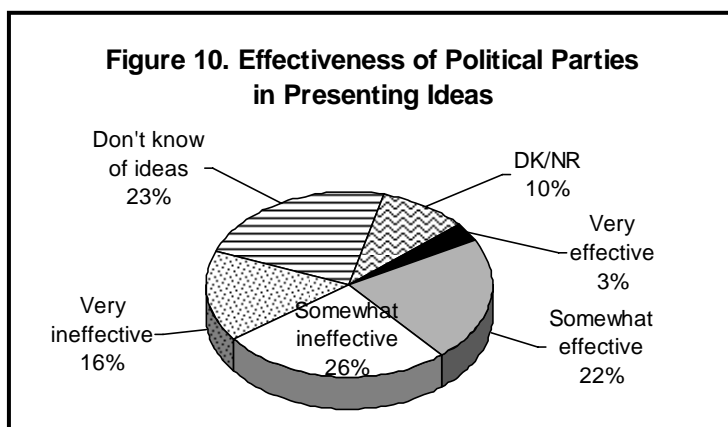 Figure 10. Effectiveness of Political Parties
in Presenting Ideas
Don't know
of ideas
23%
DK/NR
10%
Very
effective
3%
Somewhat
effective
22%
Somewhat
ineffective
26%
Very
ineffective
16%